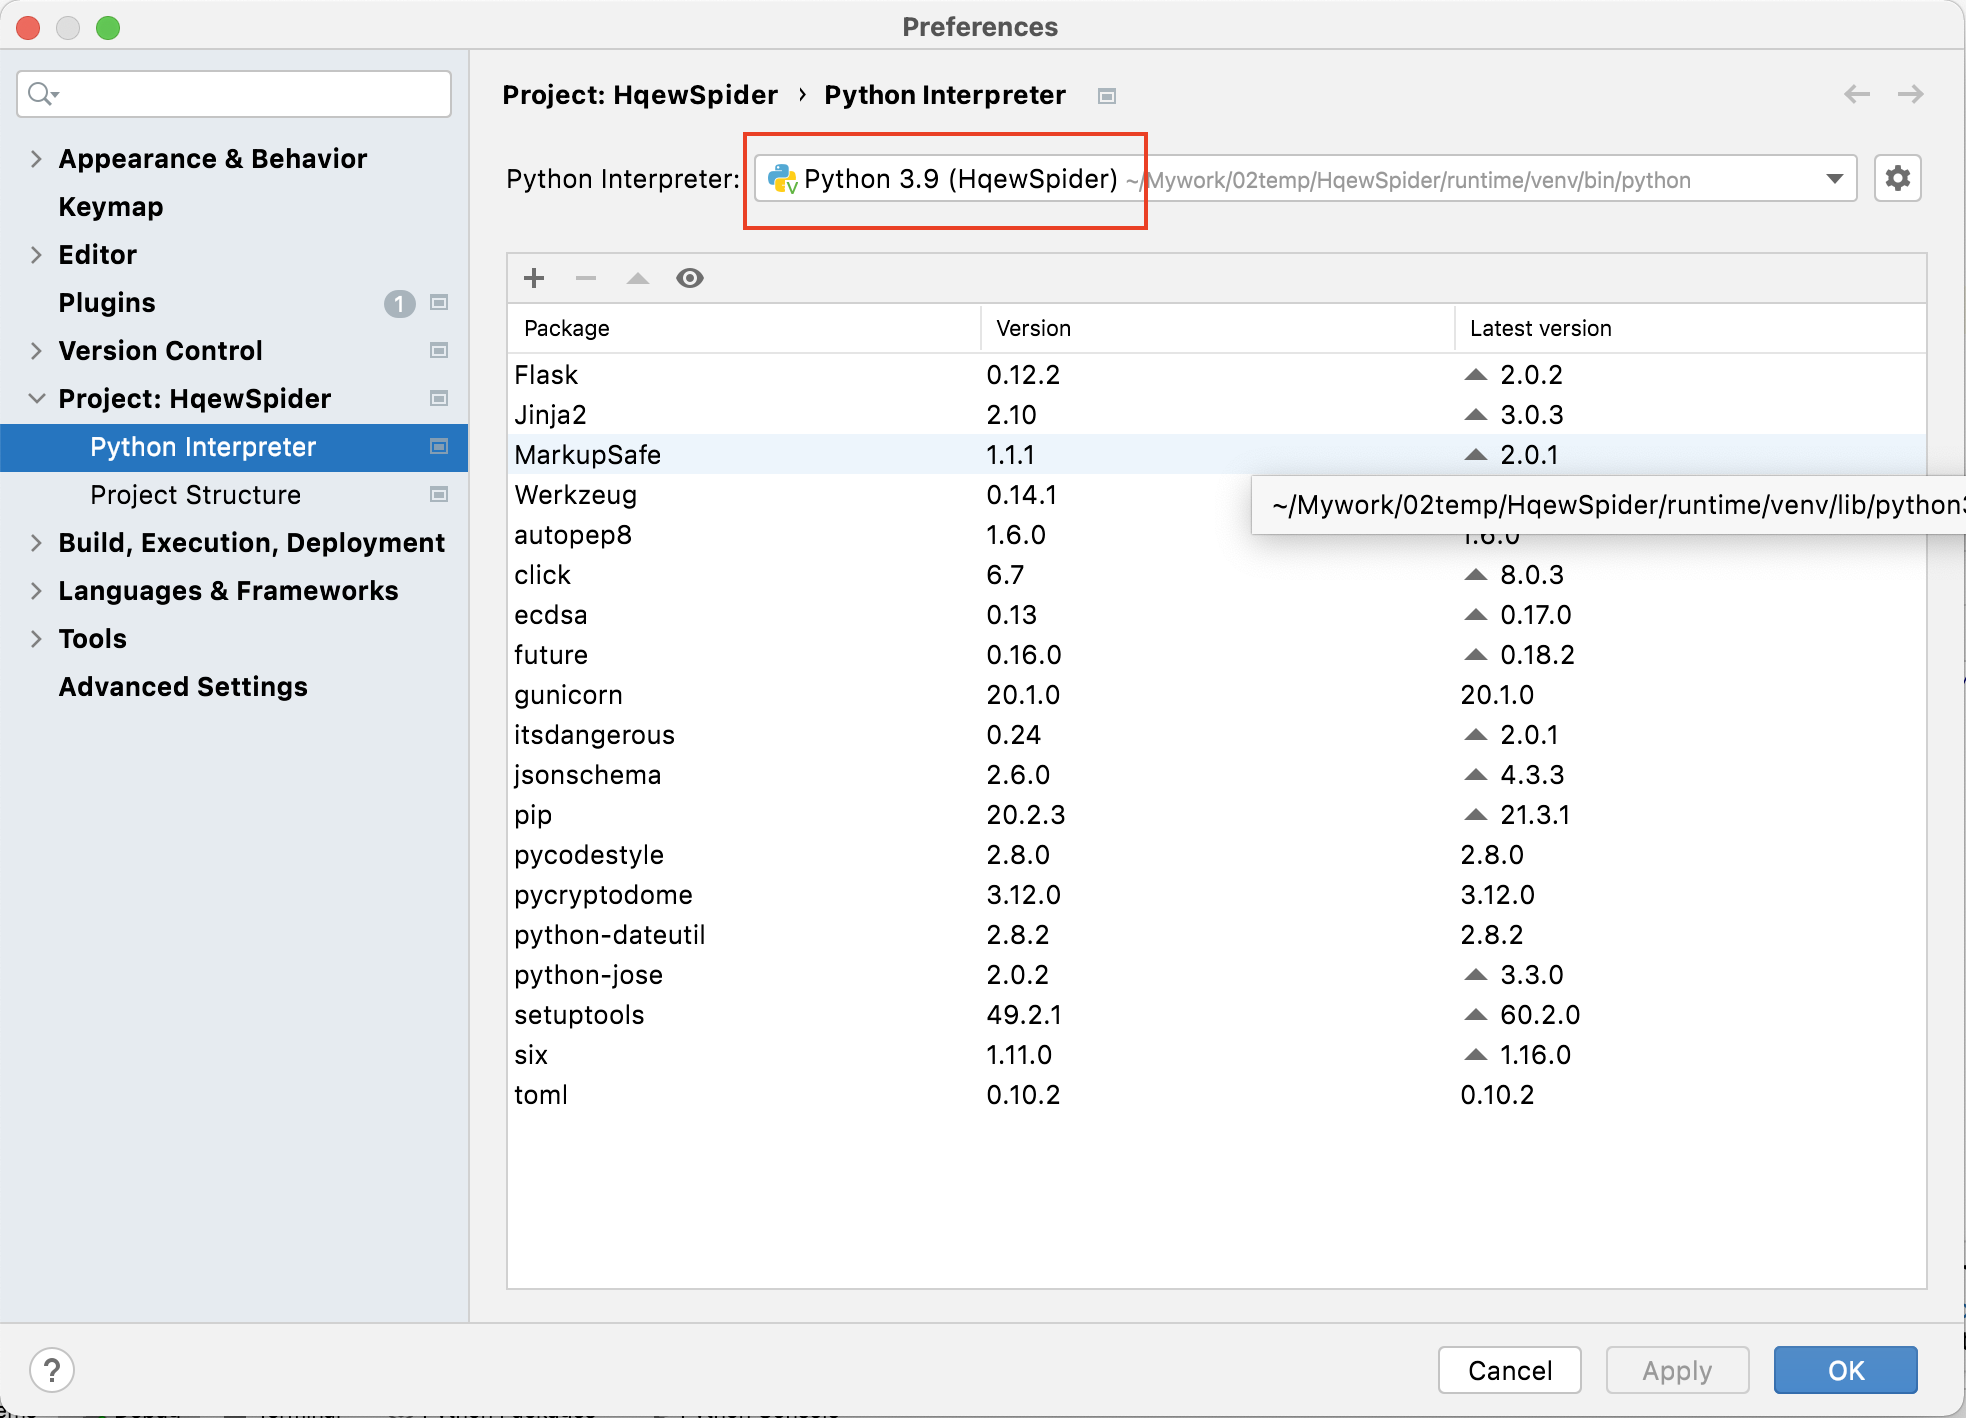 Preferences
Project: HqewSpider › Python Interpreter
Appearance & Behavior
Keymap
Editor
Plugins 1
Version Control
Project: HqewSpider
Python Interpreter
Project Structure
Build, Execution, Deployment
Languages & Frameworks
Tools
Advanced Settings
Python Interpreter: Python 3.9 (HqewSpider) ~/Mywork/02temp/HqewSpider/runtime/venv/bin/python
Package Version Latest version
Flask 0.12.2 2.0.2
Jinja2 2.10 3.0.3
MarkupSafe 1.1.1 2.0.1
Werkzeug 0.14.1
~/Mywork/02temp/HqewSpider/runtime/venv/lib/python3
autopep8 1.6.0 1.6.0
click 6.7 8.0.3
ecdsa 0.13 0.17.0
future 0.16.0 0.18.2
gunicorn 20.1.0 20.1.0
itsdangerous 0.24 2.0.1
jsonschema 2.6.0 4.3.3
pip 20.2.3 21.3.1
pycodestyle 2.8.0 2.8.0
pycryptodome 3.12.0 3.12.0
python-dateutil 2.8.2 2.8.2
python-jose 2.0.2 3.3.0
setuptools 49.2.1 60.2.0
six 1.11.0 1.16.0
toml 0.10.2 0.10.2
? Cancel Apply OK